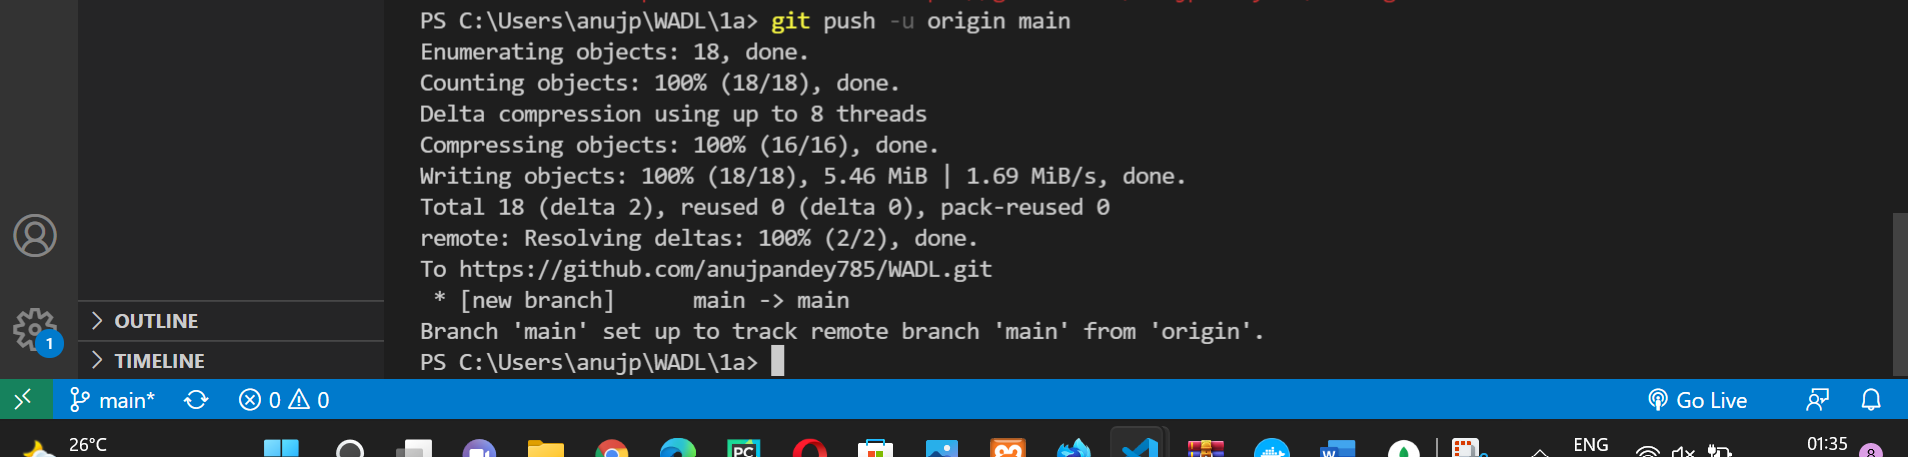 PS C:\Users\anujp\WADL\1a> git push -u origin main
Enumerating objects: 18, done.
Counting objects: 100% (18/18), done.
Delta compression using up to 8 threads
Compressing objects: 100% (16/16), done.
Writing objects: 100% (18/18), 5.46 MiB | 1.69 MiB/s, done.
Total 18 (delta 2), reused 0 (delta 0), pack-reused 0
remote: Resolving deltas: 100% (2/2), done.
To https://github.com/anujpandey785/WADL.git
 * [new branch]      main -> main
Branch 'main' set up to track remote branch 'main' from 'origin'.
PS C:\Users\anujp\WADL\1a>
1
OUTLINE
TIMELINE
main* 0 0 Go Live
26°C PC W ENG 01:35 8